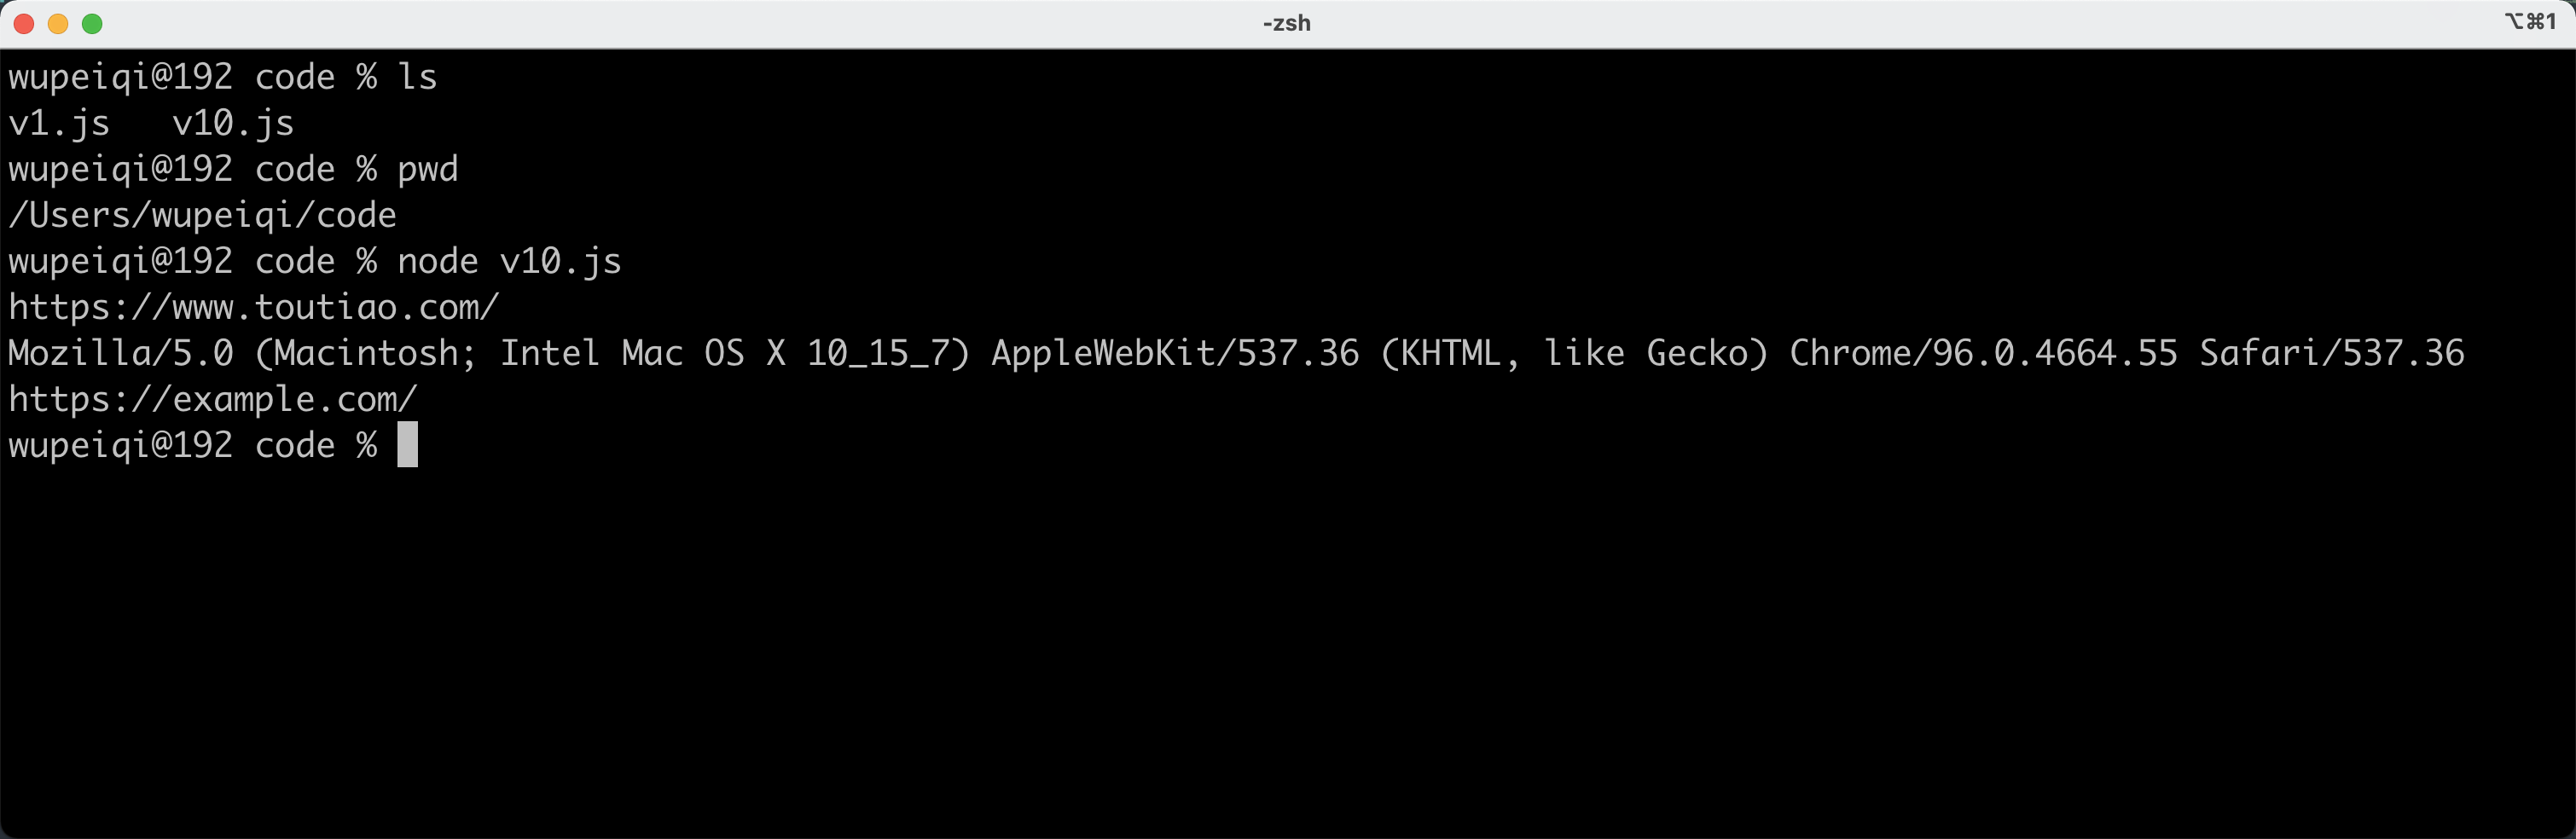 -zsh
⌥⌘1
wupeiqi@192 code % ls
v1.js   v10.js
wupeiqi@192 code % pwd
/Users/wupeiqi/code
wupeiqi@192 code % node v10.js
https://www.toutiao.com/
Mozilla/5.0 (Macintosh; Intel Mac OS X 10_15_7) AppleWebKit/537.36 (KHTML, like Gecko) Chrome/96.0.4664.55 Safari/537.36
https://example.com/
wupeiqi@192 code %